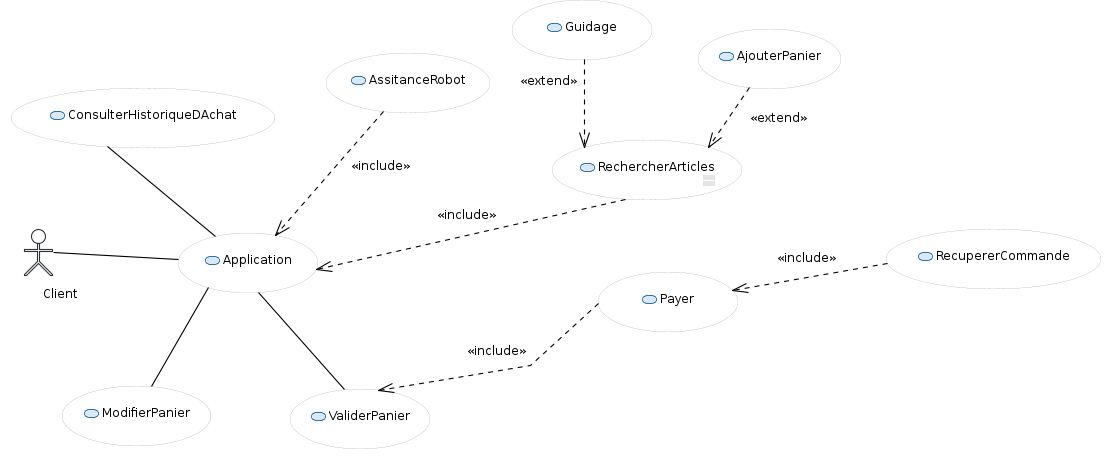 Guidage
«extend»
AjouterPanier
«extend»
AssitanceRobot
ConsulterHistoriqueDAchat
«include»
RechercherArticles
«include»
Client
Application
RecupererCommande
«include»
Payer
«include»
ModifierPanier
ValiderPanier